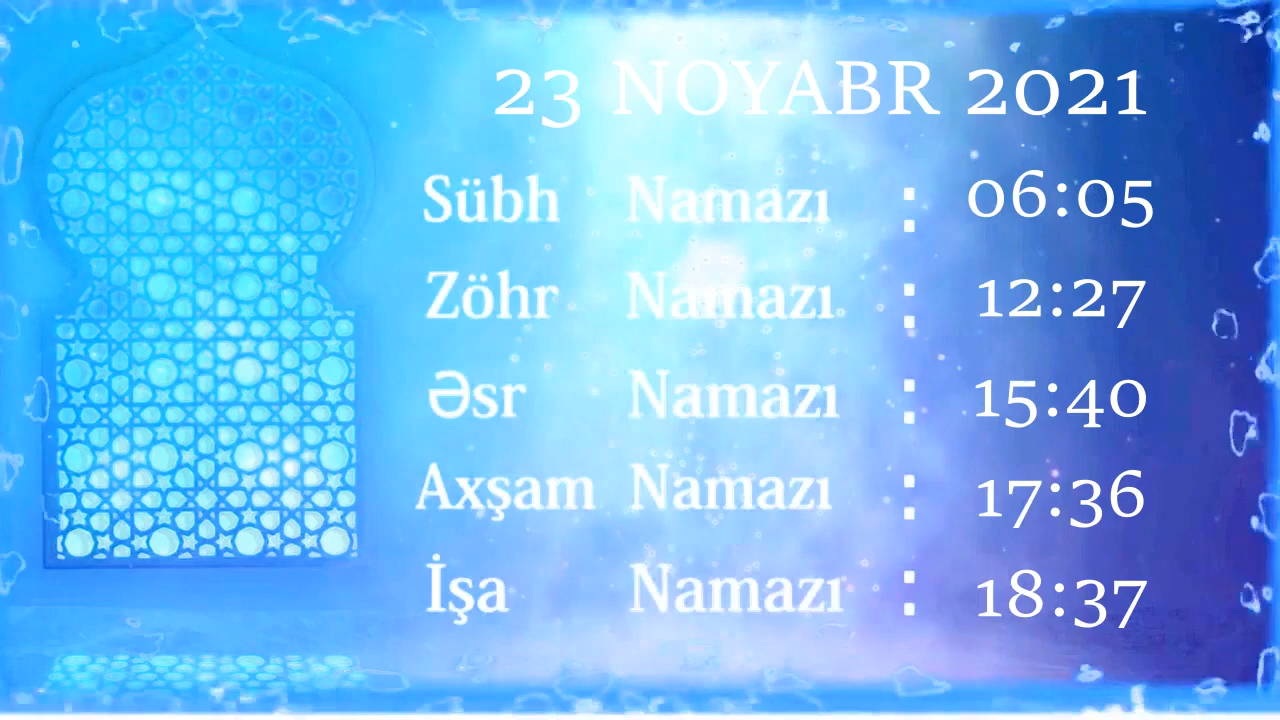 23 NOYABR 2021
Sübh Namazı : 06:05
Zöhr Namazı : 12:27
Əsr Namazı : 15:40
Axşam Namazı : 17:36
İşa Namazı : 18:37